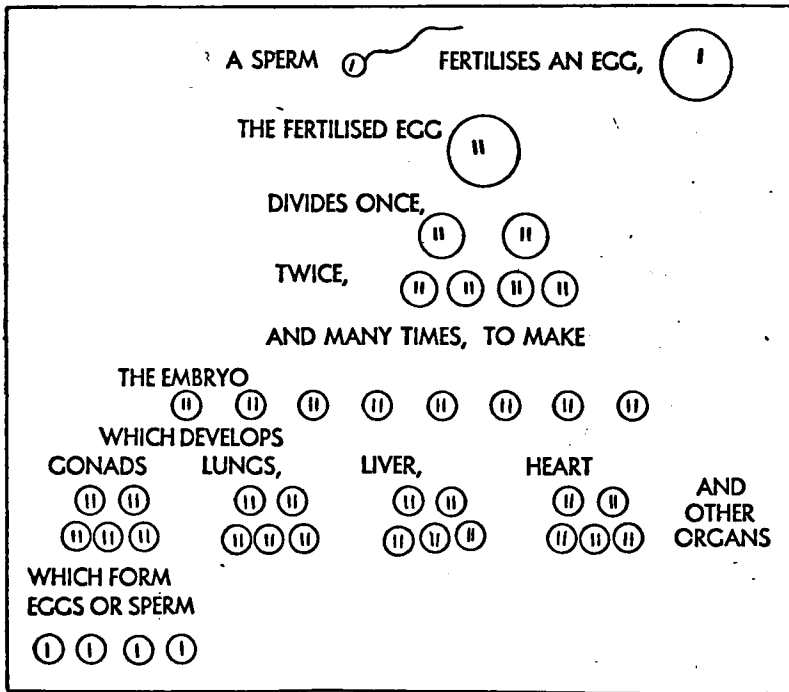 A SPERM FERTILISES AN EGG,
THE FERTILISED EGG
DIVIDES ONCE,
TWICE,
AND MANY TIMES, TO MAKE
THE EMBRYO
WHICH DEVELOPS
GONADS LUNGS, LIVER, HEART
AND
OTHER
ORGANS
WHICH FORM
EGGS OR SPERM